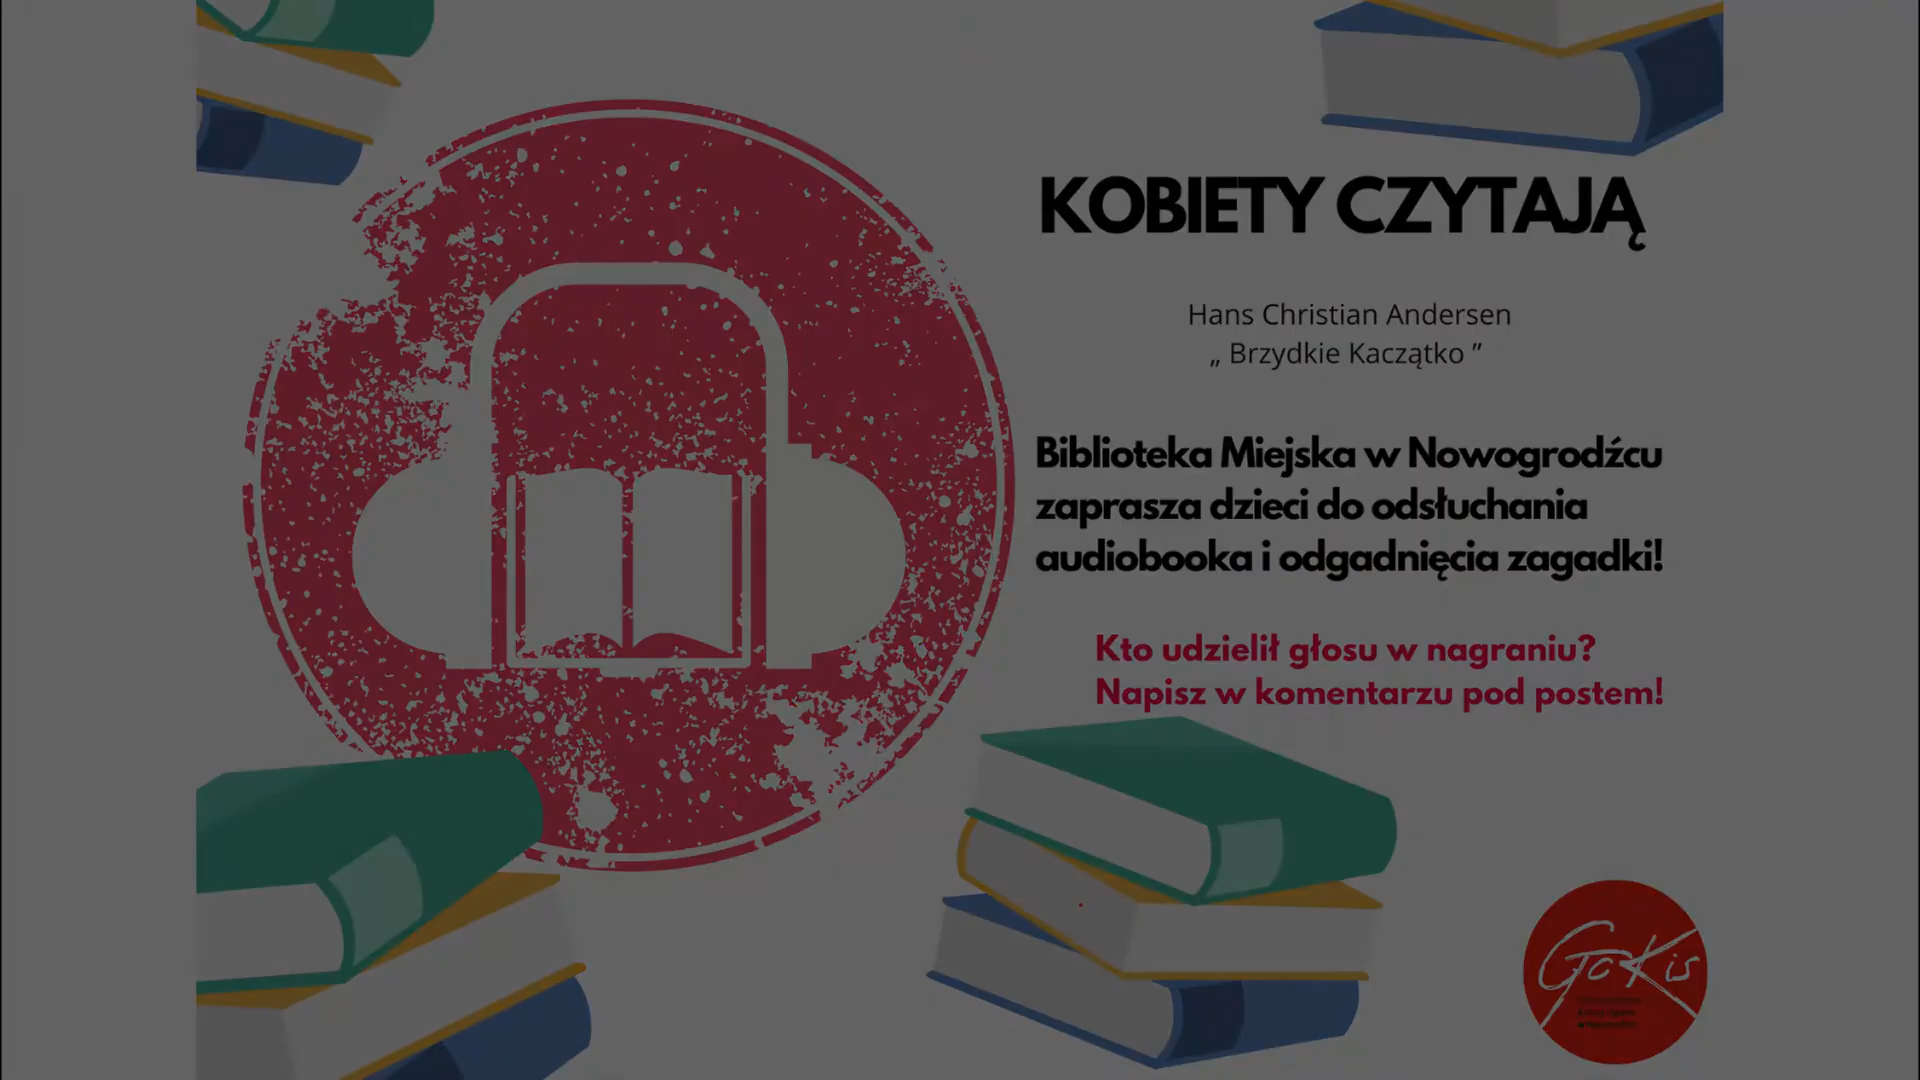 KOBIETY CZYTAJĄ
Hans Christian Andersen
„ Brzydkie Kaczątko ”
Biblioteka Miejska w Nowogrodźcu
zaprasza dzieci do odsłuchania
audiobooka i odgadnięcia zagadki!
Kto udzielił głosu w nagraniu?
Napisz w komentarzu pod postem!
GCKiS